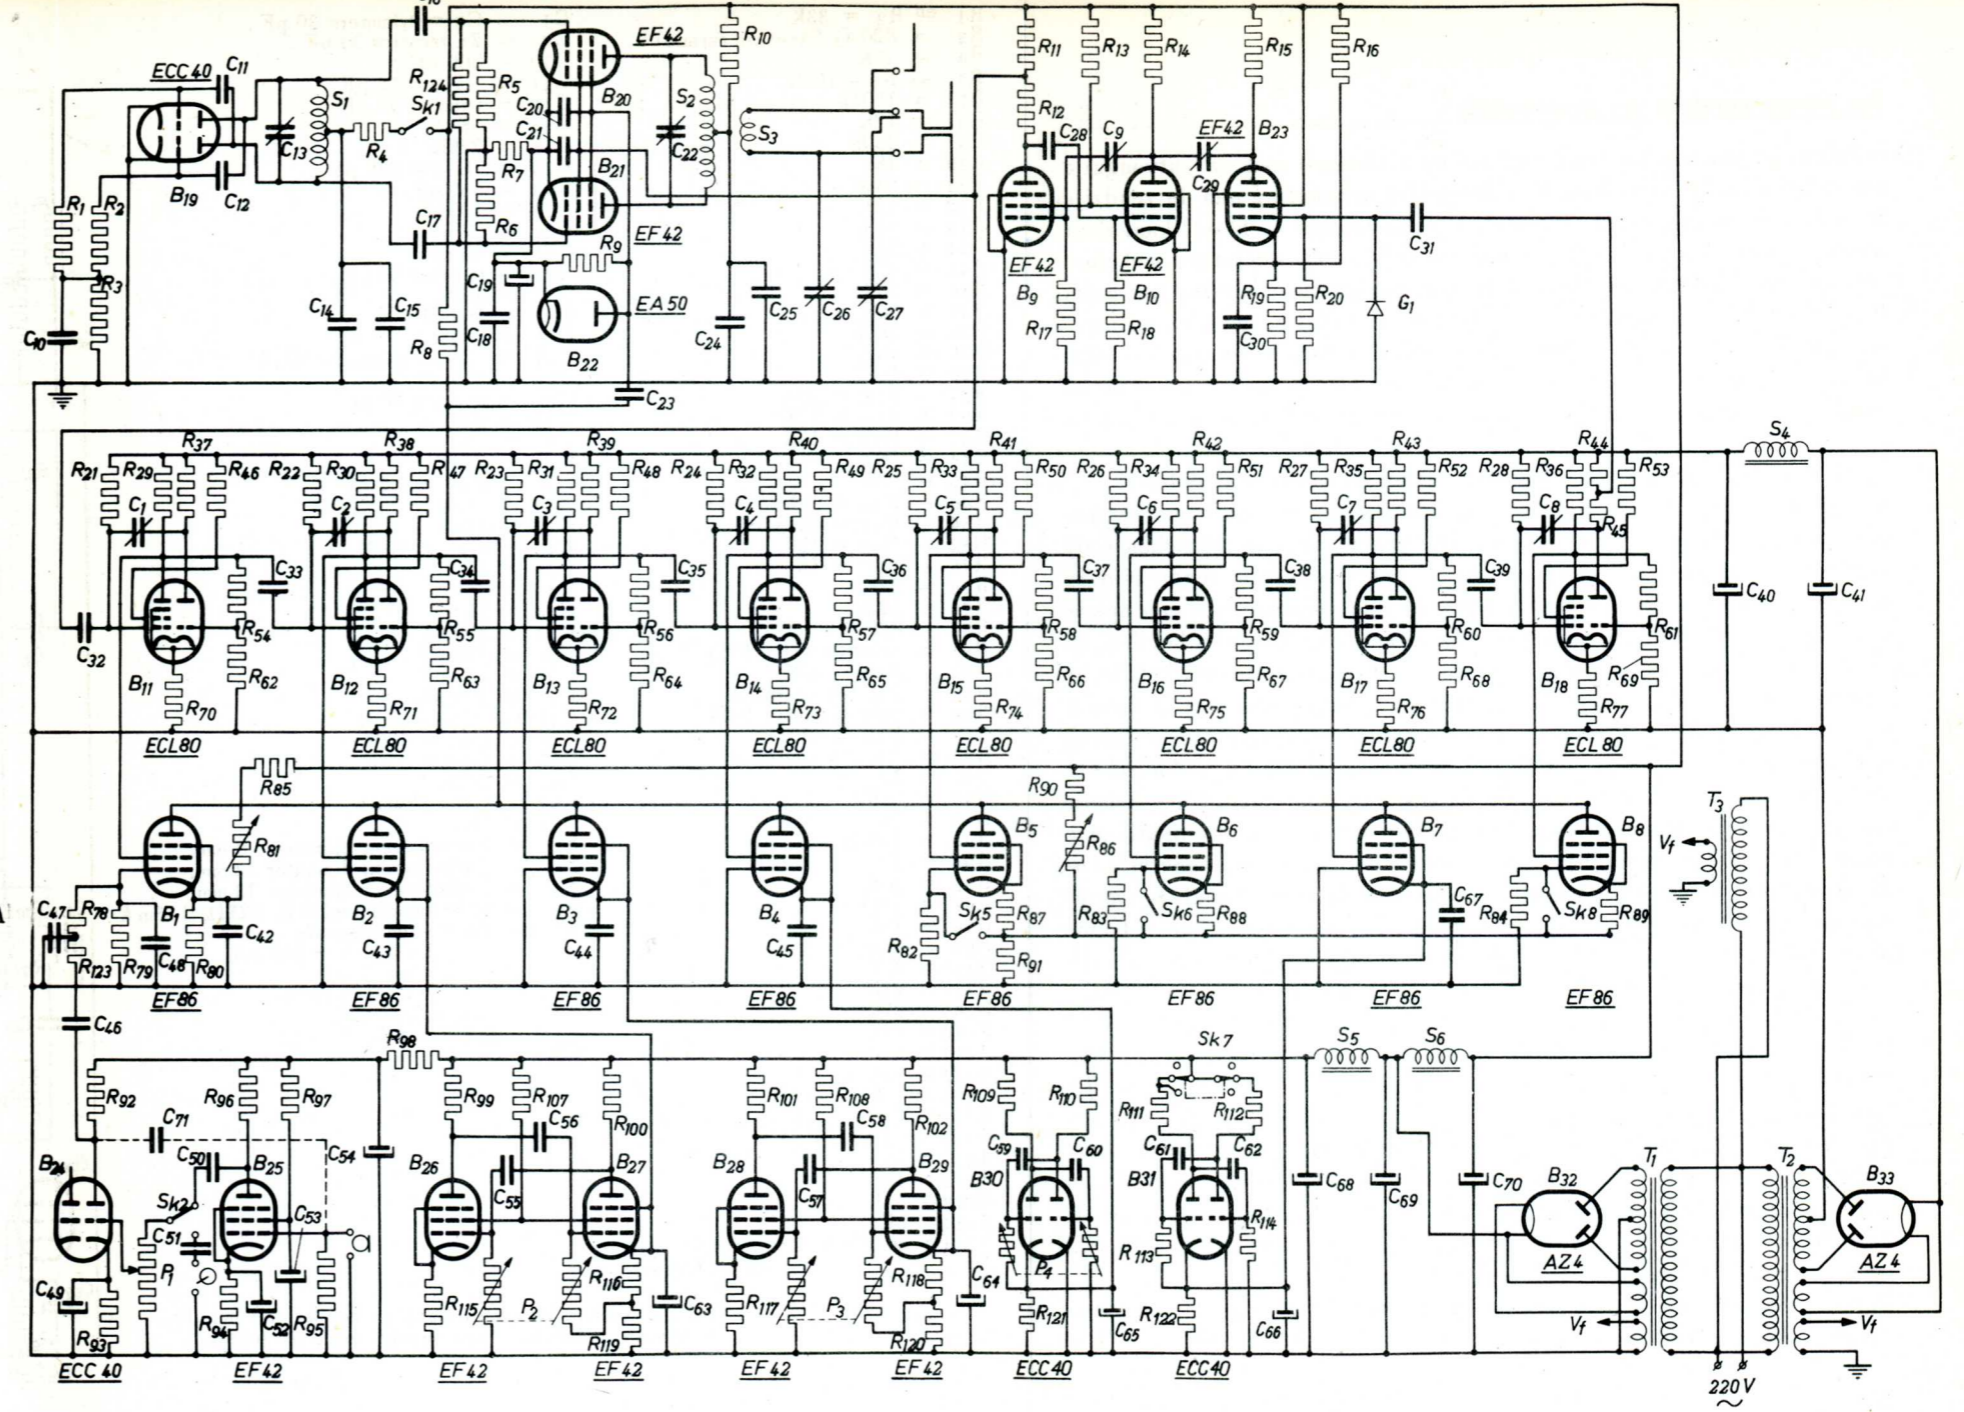 ECC40 C11 S1 R124 Sk1 R5 EF42 R10 R11 R13 R14 R15 R16
C13 R4 C20 B20 S2 S3 R12 C28 C9 EF42 B23
B19 C12 C21 R7 B21 C22 C29
R1 R2 C17 R6 EF42 C31
R3 R9 EF42 EF42
C10 C14 C15 R8 C19 C18 EA50 C24 C25 C26 C27 B9 R17 B10 R18 R19 C30 R20 G1
B22
C23
R37 R38 R39 R40 R41 R42 R43 R44 S4
R21 R29 R46 R22 R30 R47 R23 R31 R48 R24 R32 R49 R25 R33 R50 R26 R34 R51 R27 R35 R52 R28 R36 R53
C1 C2 C3 C4 C5 C6 C7 C8 R45
C33 C34 C35 C36 C37 C38 C39 C40 C41
C32 R54 R55 R56 R57 R58 R59 R60 R61
B11 R62 B12 R63 B13 R64 B14 R65 B15 R66 B16 R67 B17 R68 B18 R69
R70 R71 R72 R73 R74 R75 R76 R77
ECL80 ECL80 ECL80 ECL80 ECL80 ECL80 ECL80 ECL80
R85 R90 T3
R81 B5 R86 B6 B7 B8 Vf
C47 R78 B1 C42 B2 C43 B3 C44 B4 C45 R82 Sk5 R87 R83 Sk6 R88 C67 R84 Sk8 R89
R123 R79 C48 R80 R91
EF86 EF86 EF86 EF86 EF86 EF86 EF86 EF86
C46 R98 Sk7 S5 S6
R92 R96 R97 R99 R107 C56 R100 R101 R108 C58 R102 R109 R110 R111 R112
C71 C54
B24 C50 B25 B26 C55 B27 B28 C57 B29 C59 C60 B30 C61 C62 B31 C68 C69 C70 B32 T1 T2 B33
Sk2 C51 C53 R113 R114
P1 P4 AZ4 AZ4
C49 R93 R94 C52 R95 R115 P2 R116 R119 C63 R117 P3 R118 R120 C64 R121 C65 R122 C66 Vf Vf
ECC40 EF42 EF42 EF42 EF42 EF42 ECC40 ECC40
220V
~